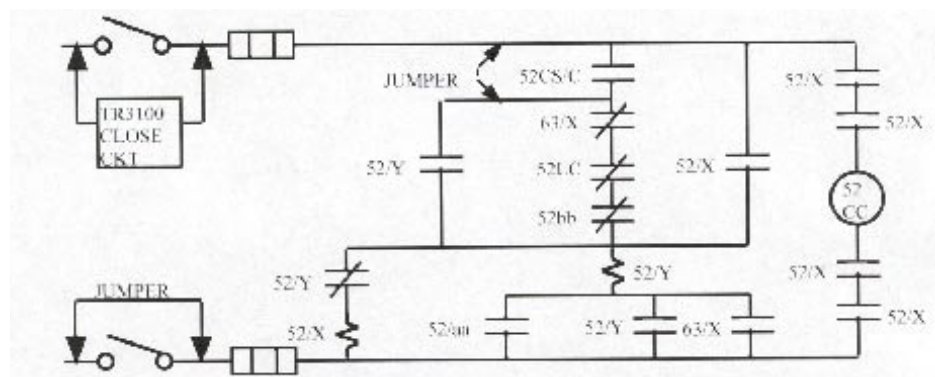 JUMPER
52CS/C
52/X
TR3100
CLOSE
CKT
63/X
52/X
52/Y
52LC
52/X
52
CC
52bb
52/Y
52/Y
52/X
JUMPER
52/X
52/aa
52/Y
63/X
52/X